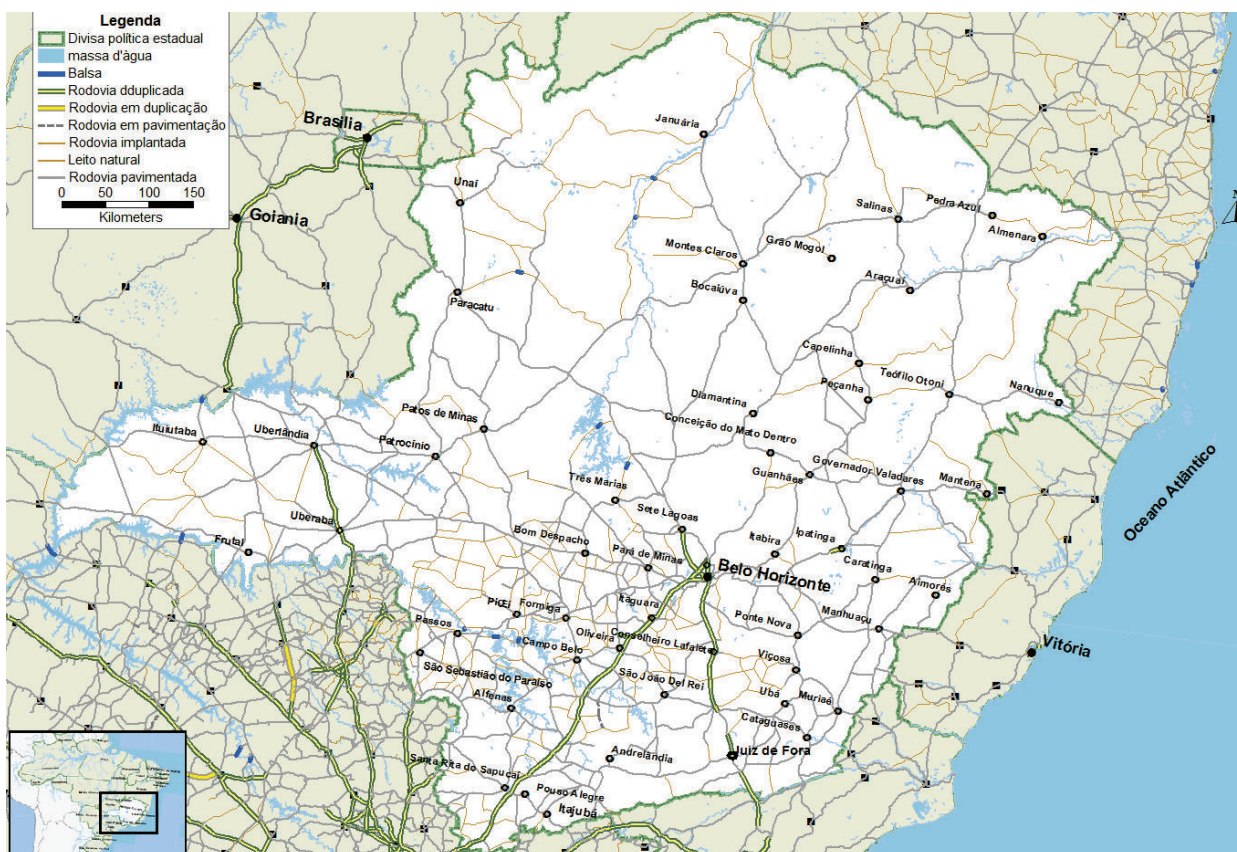 Legenda
Divisa política estadual
massa d'àgua
Balsa
Rodovia dduplicada
Rodovia em duplicação
Rodovia em pavimentação
Rodovia implantada
Leito natural
Rodovia pavimentada
0 50 100 150
Kilometers
Brasília
Goiania
Januária
Unaí
Salinas
Pedra Azul
Almenara
Montes Claros
Grão Mogol
Araçuaí
Bocaiúva
Paracatu
Capelinha
Peçanha
Teófilo Otoni
Nanuque
Diamantina
Conceição do Mato Dentro
Patos de Minas
Ituiutaba
Uberlândia
Patrocínio
Guanhães
Governador Valadares
Mantena
Três Marias
Sete Lagoas
Uberaba
Frutal
Bom Despacho
Pará de Minas
Itabira
Ipatinga
Belo Horizonte
Caratinga
Aimorés
Oceano Atlântico
Formiga
Itaguara
Passos
Ponte Nova
Manhuaçu
Oliveira
Conselheiro Lafaiete
Campo Belo
Viçosa
Vitória
São Sebastião do Paraíso
São João Del Rei
Alfenas
Ubá
Muriaé
Cataguases
Juiz de Fora
Andrelândia
Santa Rita do Sapucaí
Pouso Alegre
Itajubá